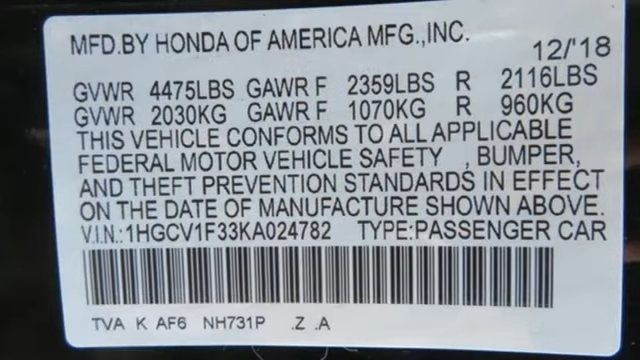 MFD.BY HONDA OF AMERICA MFG.,INC.
12/'18
GVWR 4475LBS GAWR F 2359LBS R 2116LBS
GVWR 2030KG GAWR F 1070KG R 960KG
THIS VEHICLE CONFORMS TO ALL APPLICABLE
FEDERAL MOTOR VEHICLE SAFETY , BUMPER,
AND THEFT PREVENTION STANDARDS IN EFFECT
ON THE DATE OF MANUFACTURE SHOWN ABOVE.
V.I.N.:1HGCV1F33KA024782 TYPE:PASSENGER CAR
TVA K AF6 NH731P .Z .A